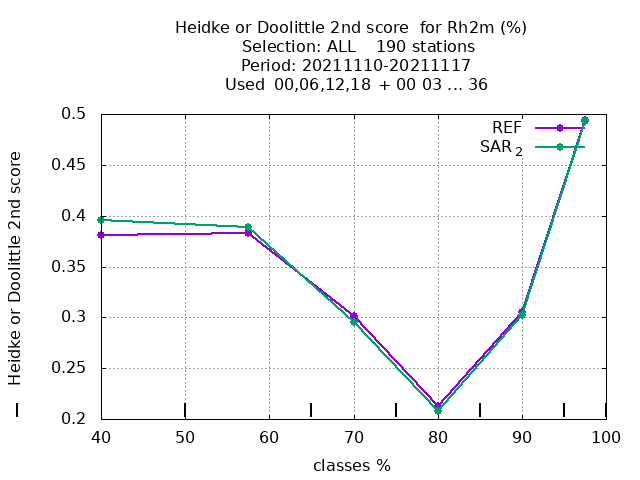 Heidke or Doolittle 2nd score  for Rh2m (%)
Selection: ALL    190 stations
Period: 20211110-20211117
Used  00,06,12,18  + 00 03 ... 36
REF
SAR 2
0.5
0.45
0.4
0.35
0.3
0.25
0.2
Heidke or Doolittle 2nd score
40 50 60 70 80 90 100
classes %